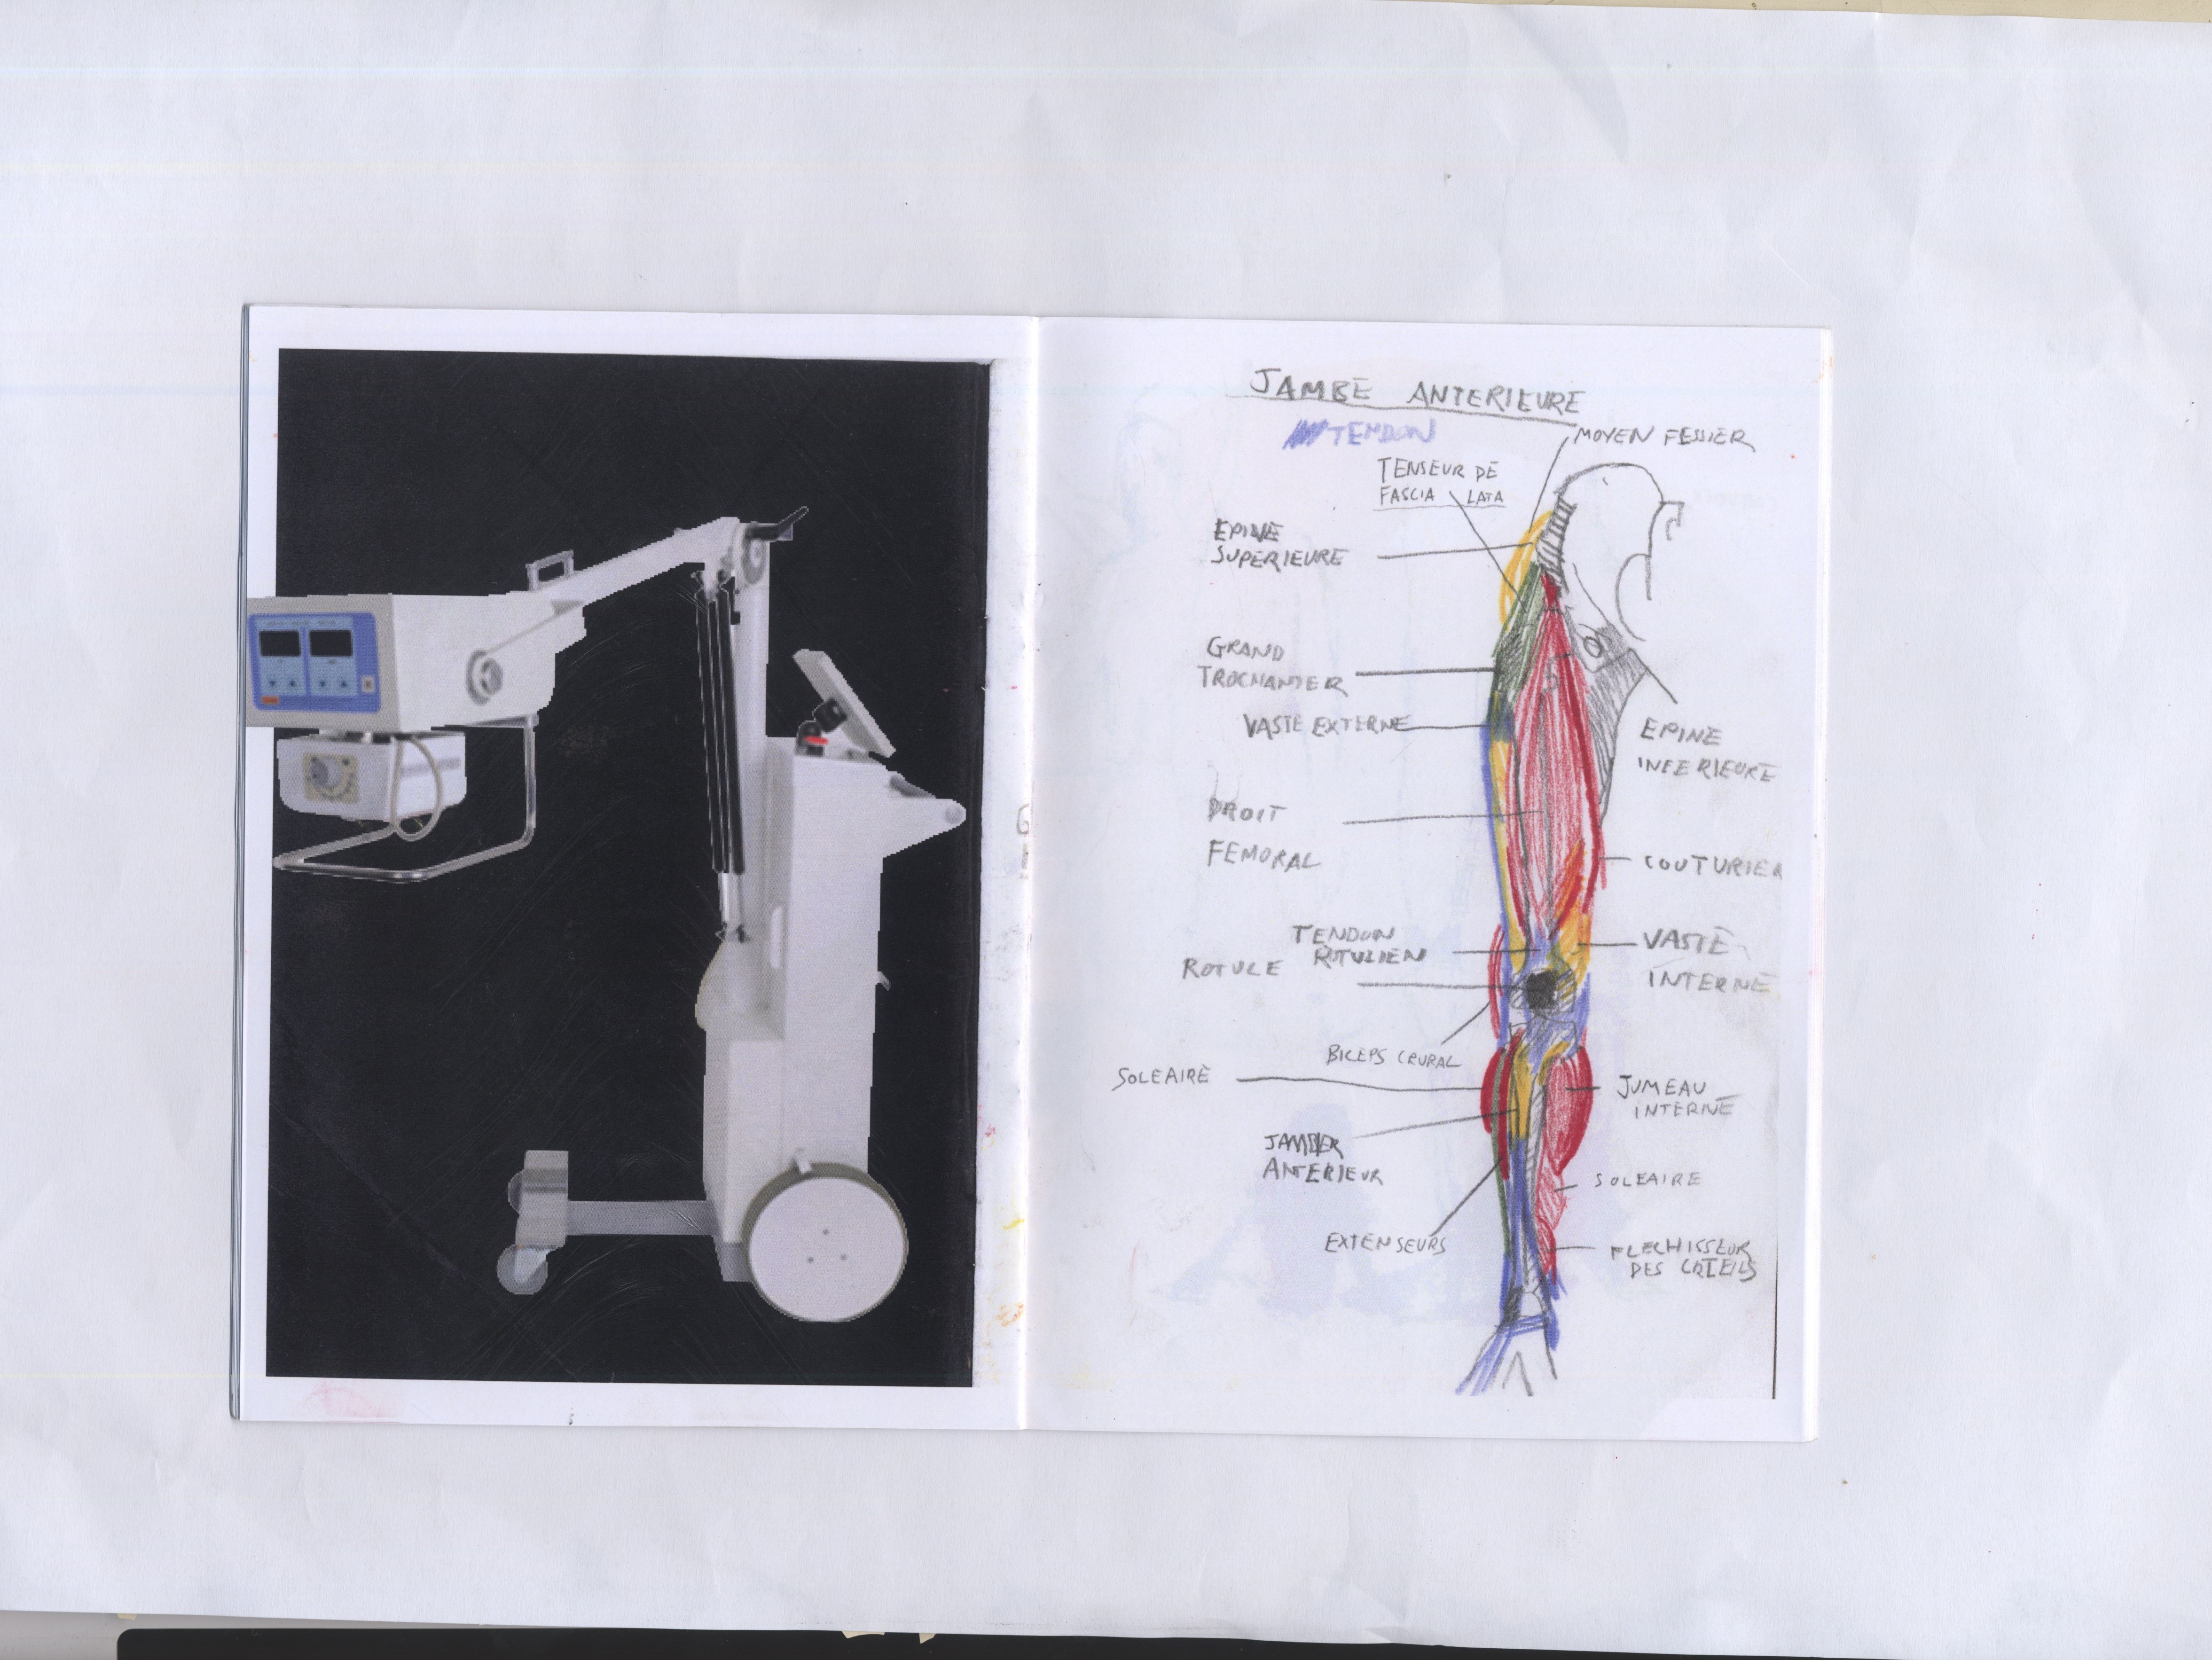 JAMBE ANTERIEURE
TENDON
MOYEN FESSIER
TENSEUR DE
FASCIA LATA
EPINE
SUPERIEURE
GRAND
TROCHANTER
VASTE EXTERNE
EPINE
INFERIEURE
DROIT
FEMORAL
COUTURIER
TENDON
ROTULIEN
ROTULE
VASTE
INTERNE
BICEPS CRURAL
SOLEAIRE
JUMEAU
INTERNE
JAMBIER
ANTERIEUR
SOLEAIRE
EXTENSEURS
FLECHISSEUR
DES ORTEILS